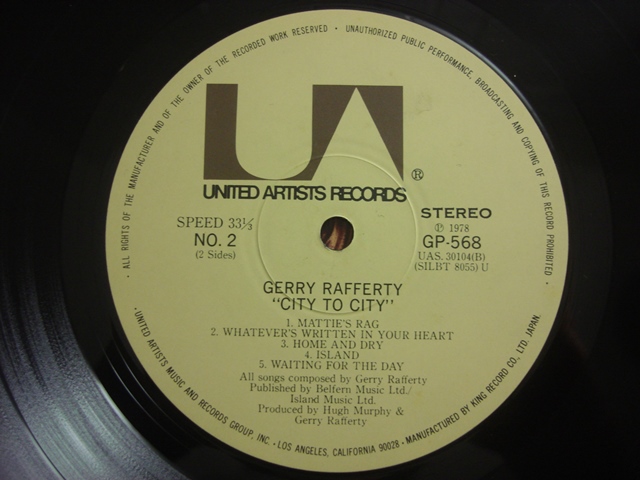 ALL RIGHTS OF THE MANUFACTURER AND OF THE OWNER OF THE RECORDED WORK RESERVED • UNAUTHORIZED PUBLIC PERFORMANCE, BROADCASTING AND COPYING OF THIS RECORD PROHIBITED •
UA
®
UNITED ARTISTS RECORDS
SPEED 33⅓
NO. 2
(2 Sides)
STEREO
Ⓟ 1978
GP-568
UAS. 30104(B)
(SILBT 8055) U
GERRY RAFFERTY
"CITY TO CITY"
1. MATTIE'S RAG
2. WHATEVER'S WRITTEN IN YOUR HEART
3. HOME AND DRY
4. ISLAND
5. WAITING FOR THE DAY
All songs composed by Gerry Rafferty
Published by Belfern Music Ltd./
Island Music Ltd.
Produced by Hugh Murphy &
Gerry Rafferty
• UNITED ARTISTS MUSIC AND RECORDS GROUP, INC. • LOS ANGELES, CALIFORNIA 90028 • MANUFACTURED BY KING RECORD CO., LTD. JAPAN.